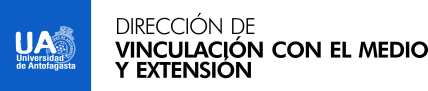 UA
Universidad
de Antofagasta
DIRECCIÓN DE
VINCULACIÓN CON EL MEDIO
Y EXTENSIÓN